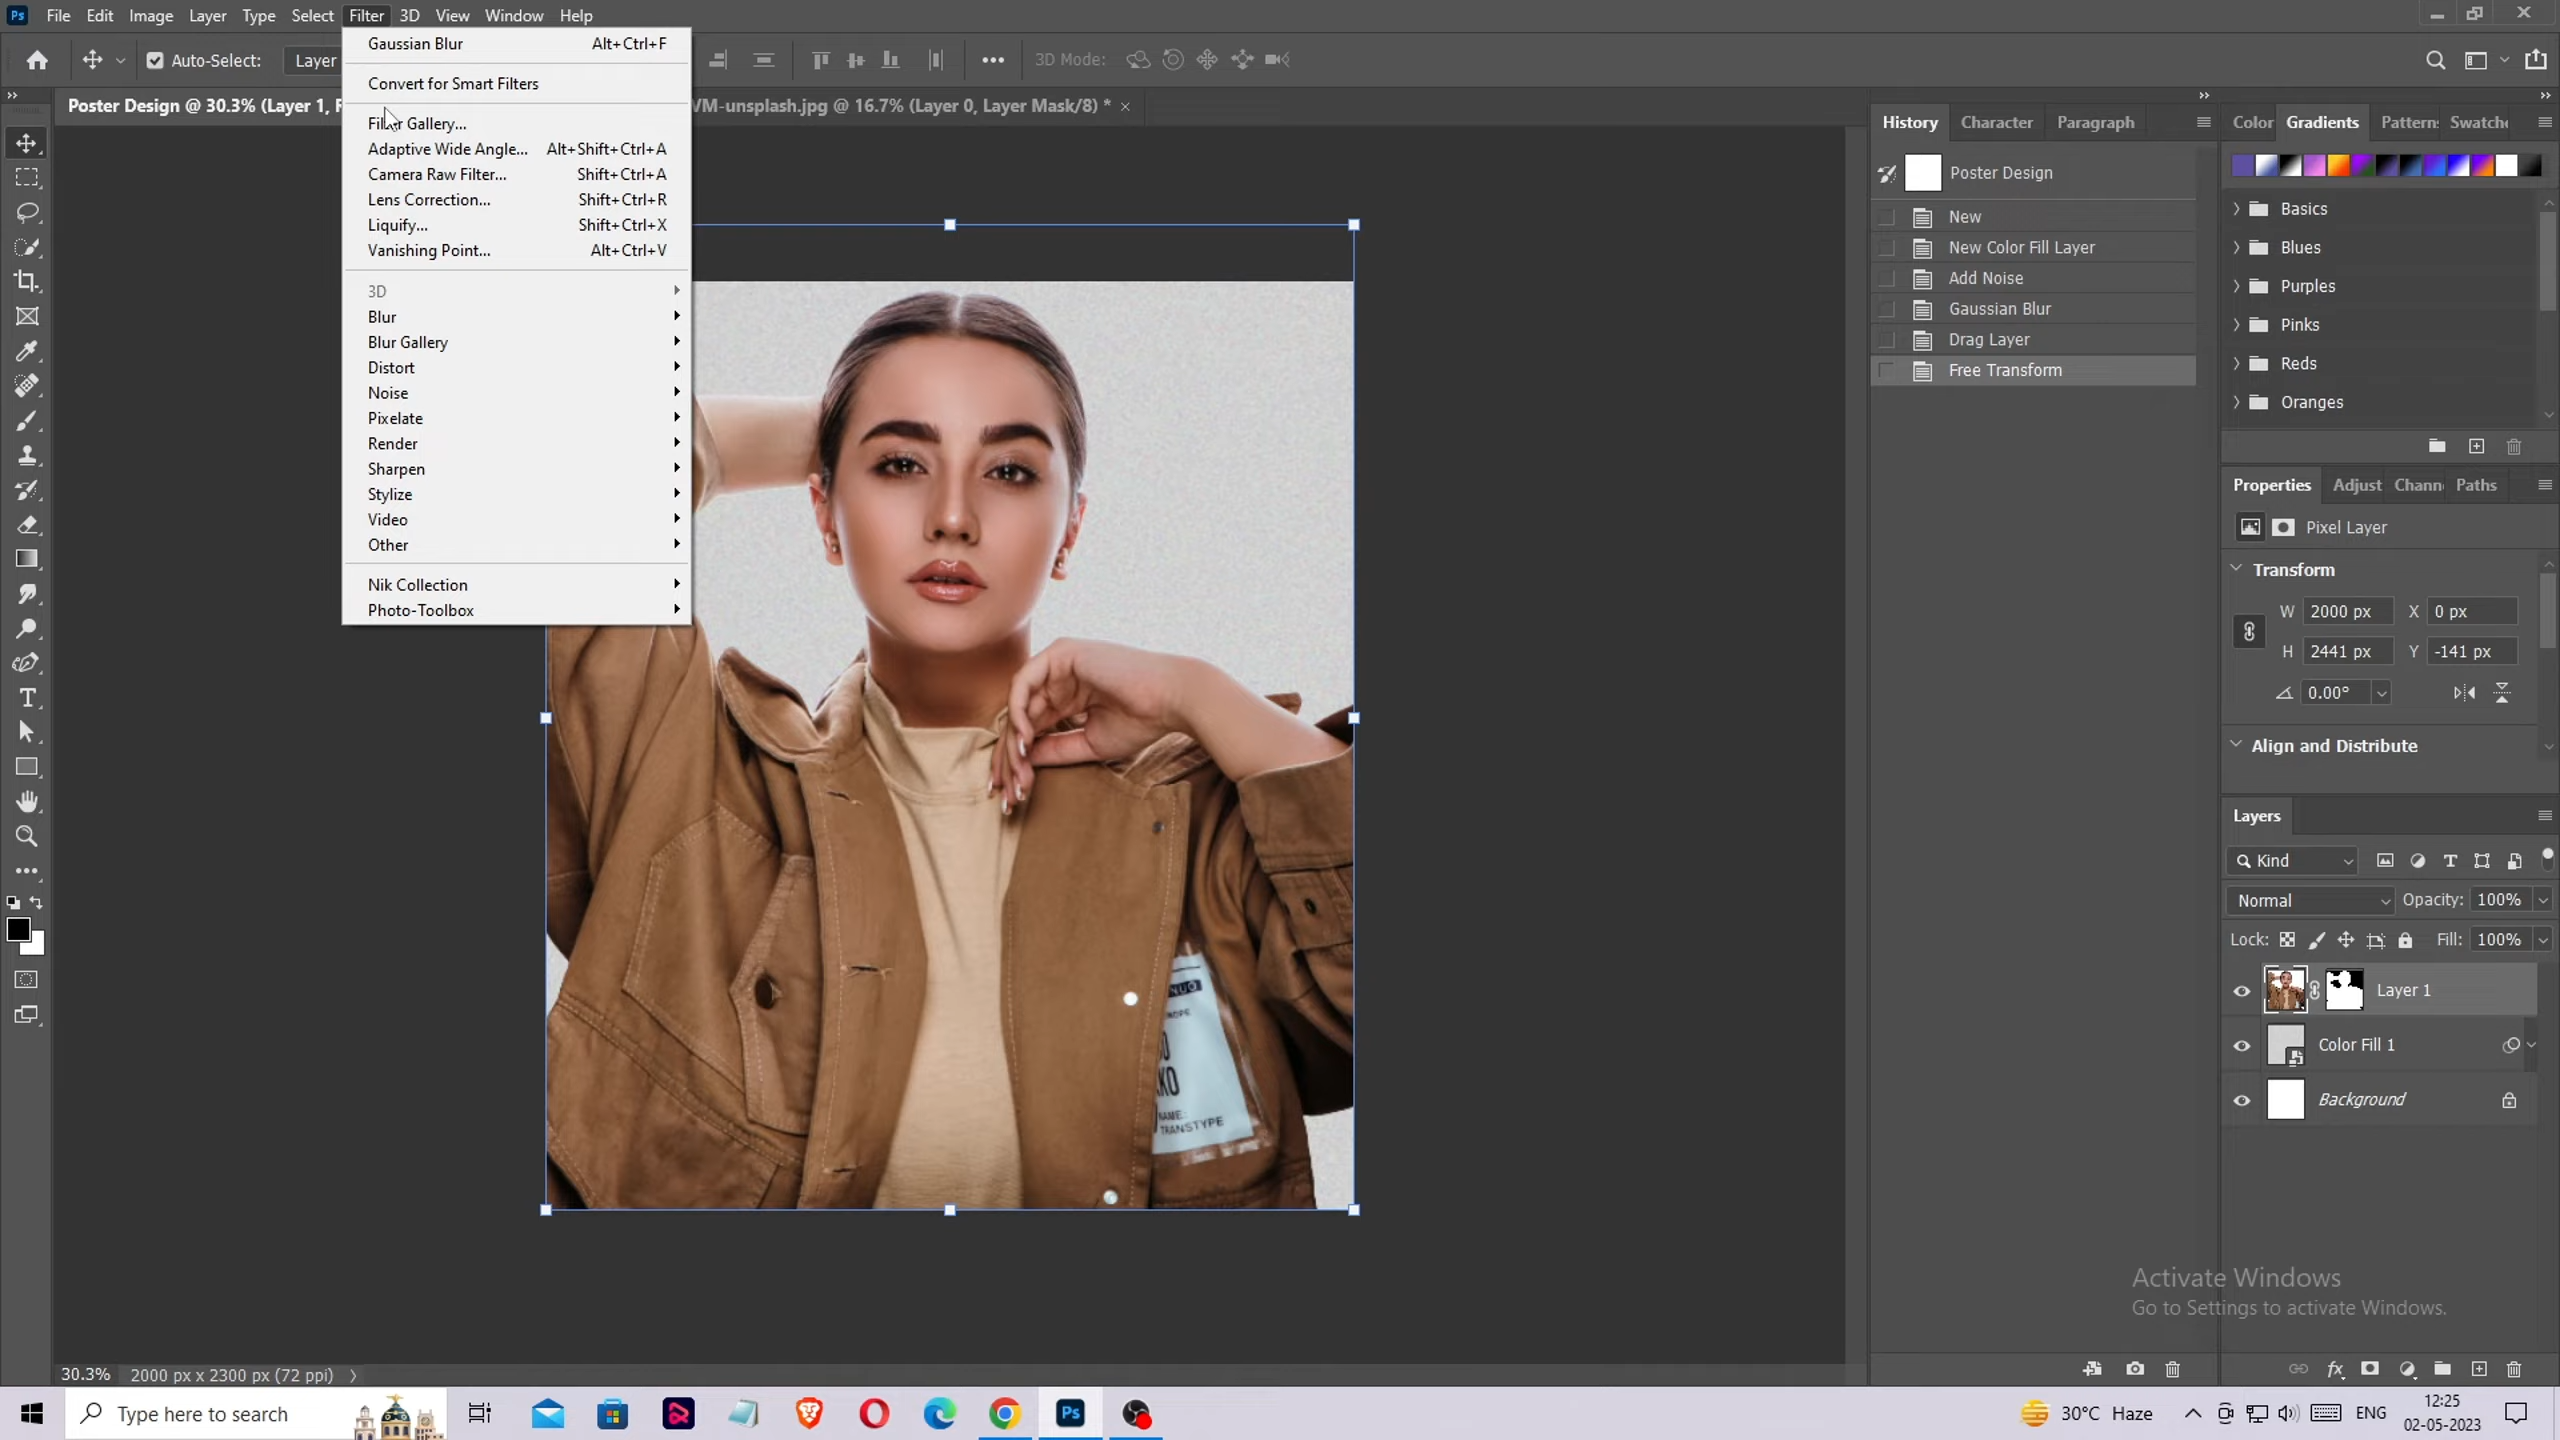 Ps File Edit Image Layer Type Select Filter 3D View Window Help
Auto-Select: Layer 3D Mode:
Poster Design @ 30.3% (Layer 1, VM-unsplash.jpg @ 16.7% (Layer 0, Layer Mask/8) *
Gaussian Blur Alt+Ctrl+F
Convert for Smart Filters
Filter Gallery...
Adaptive Wide Angle... Alt+Shift+Ctrl+A
Camera Raw Filter... Shift+Ctrl+A
Lens Correction... Shift+Ctrl+R
Liquify... Shift+Ctrl+X
Vanishing Point... Alt+Ctrl+V
3D
Blur
Blur Gallery
Distort
Noise
Pixelate
Render
Sharpen
Stylize
Video
Other
Nik Collection
Photo-Toolbox
NAME:
TRANSTYPE
History Character Paragraph
Poster Design
New
New Color Fill Layer
Add Noise
Gaussian Blur
Drag Layer
Free Transform
Color Gradients Pattern Swatch
Basics
Blues
Purples
Pinks
Reds
Oranges
Properties Adjust Chann Paths
Pixel Layer
Transform
W 2000 px X 0 px
H 2441 px Y -141 px
0.00°
Align and Distribute
Layers
Kind
Normal Opacity: 100%
Lock: Fill: 100%
Layer 1
Color Fill 1
Background
Activate Windows
Go to Settings to activate Windows.
30.3% 2000 px x 2300 px (72 ppi)
Type here to search
Ps
30°C Haze
ENG
12:25
02-05-2023